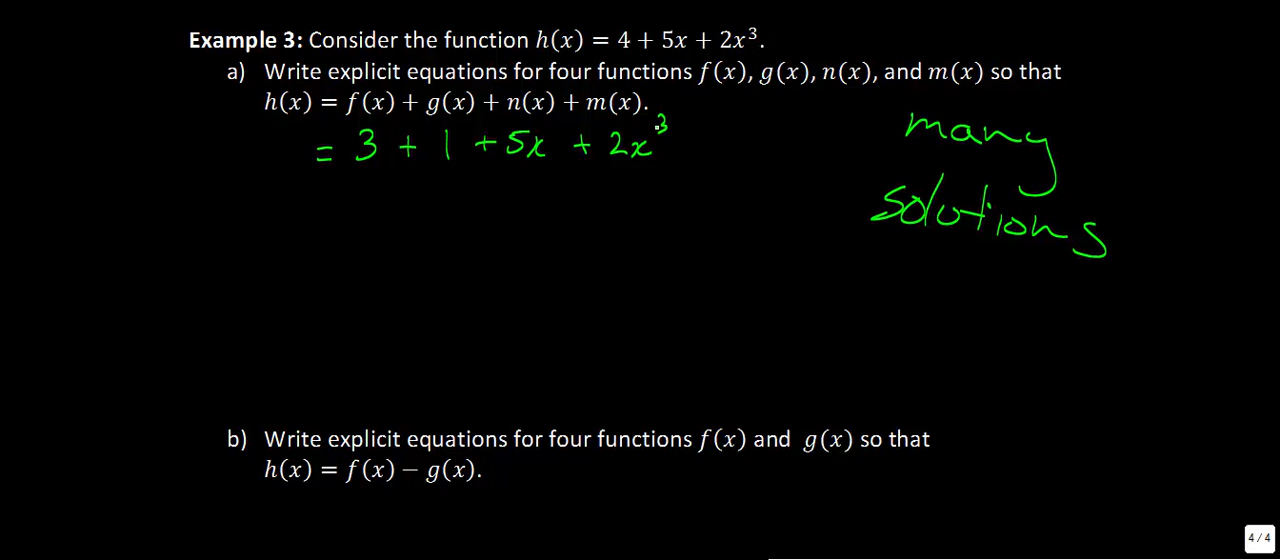 Example 3: Consider the function h(x) = 4 + 5x + 2x³.
a) Write explicit equations for four functions f(x), g(x), n(x), and m(x) so that
h(x) = f(x) + g(x) + n(x) + m(x).
= 3 + 1 + 5x + 2x³
many
solutions
b) Write explicit equations for four functions f(x) and g(x) so that
h(x) = f(x) − g(x).
4 / 4